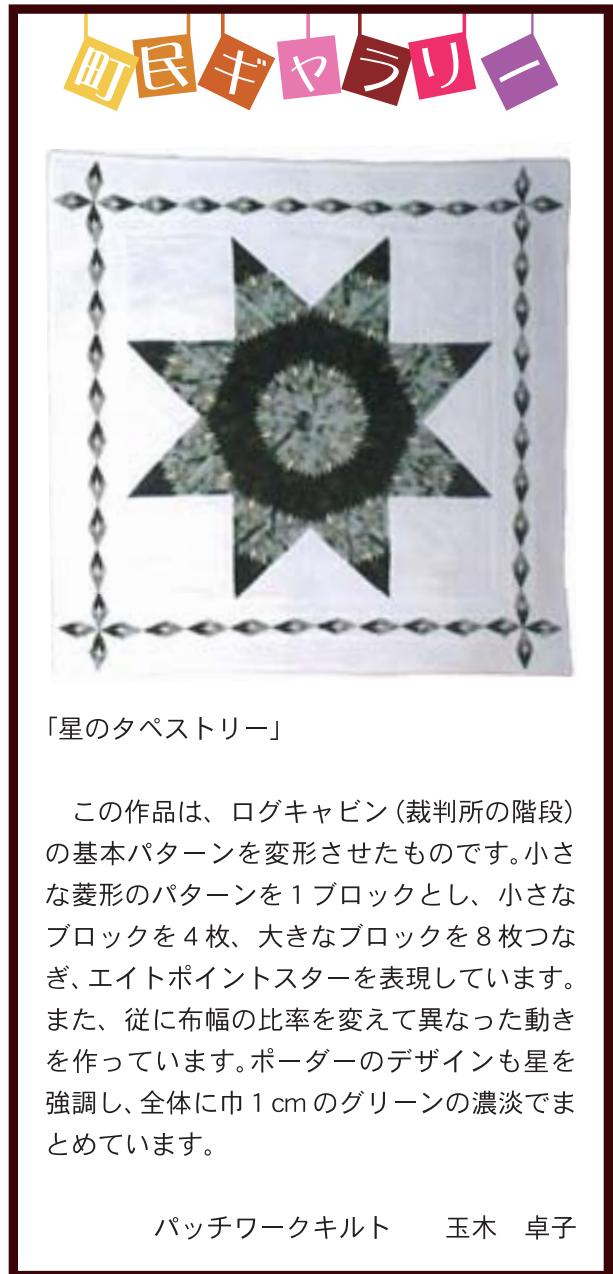 町民ギャラリー
「星のタペストリー」
　この作品は、ログキャビン（裁判所の階段）
の基本パターンを変形させたものです。小さ
な菱形のパターンを１ブロックとし、小さな
ブロックを４枚、大きなブロックを８枚つな
ぎ、エイトポイントスターを表現しています。
また、従に布幅の比率を変えて異なった動き
を作っています。ポーダーのデザインも星を
強調し、全体に巾１cmのグリーンの濃淡でま
とめています。
パッチワークキルト　　玉木　卓子